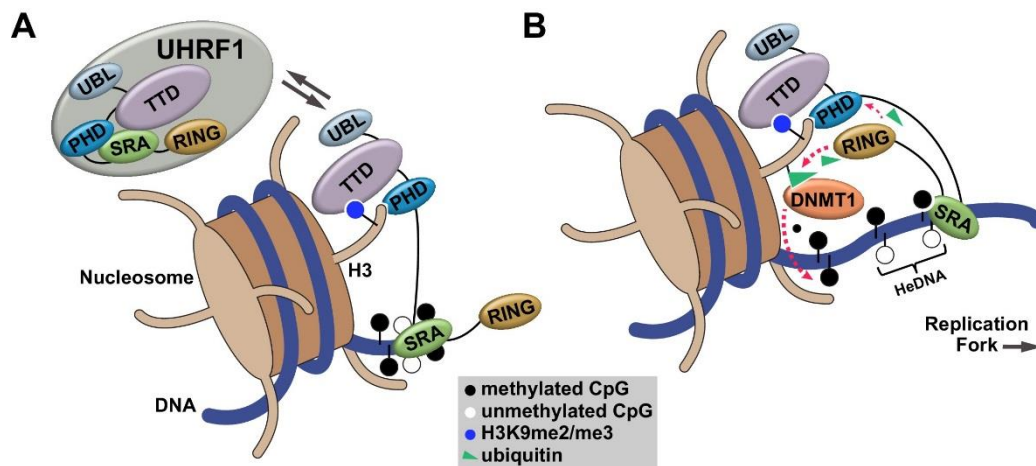 A
UHRF1
UBL
TTD
PHD
SRA
RING
UBL
TTD
PHD
H3
Nucleosome
SRA
RING
DNA
B
UBL
TTD
PHD
RING
DNMT1
SRA
HeDNA
Replication
Fork
methylated CpG
unmethylated CpG
H3K9me2/me3
ubiquitin